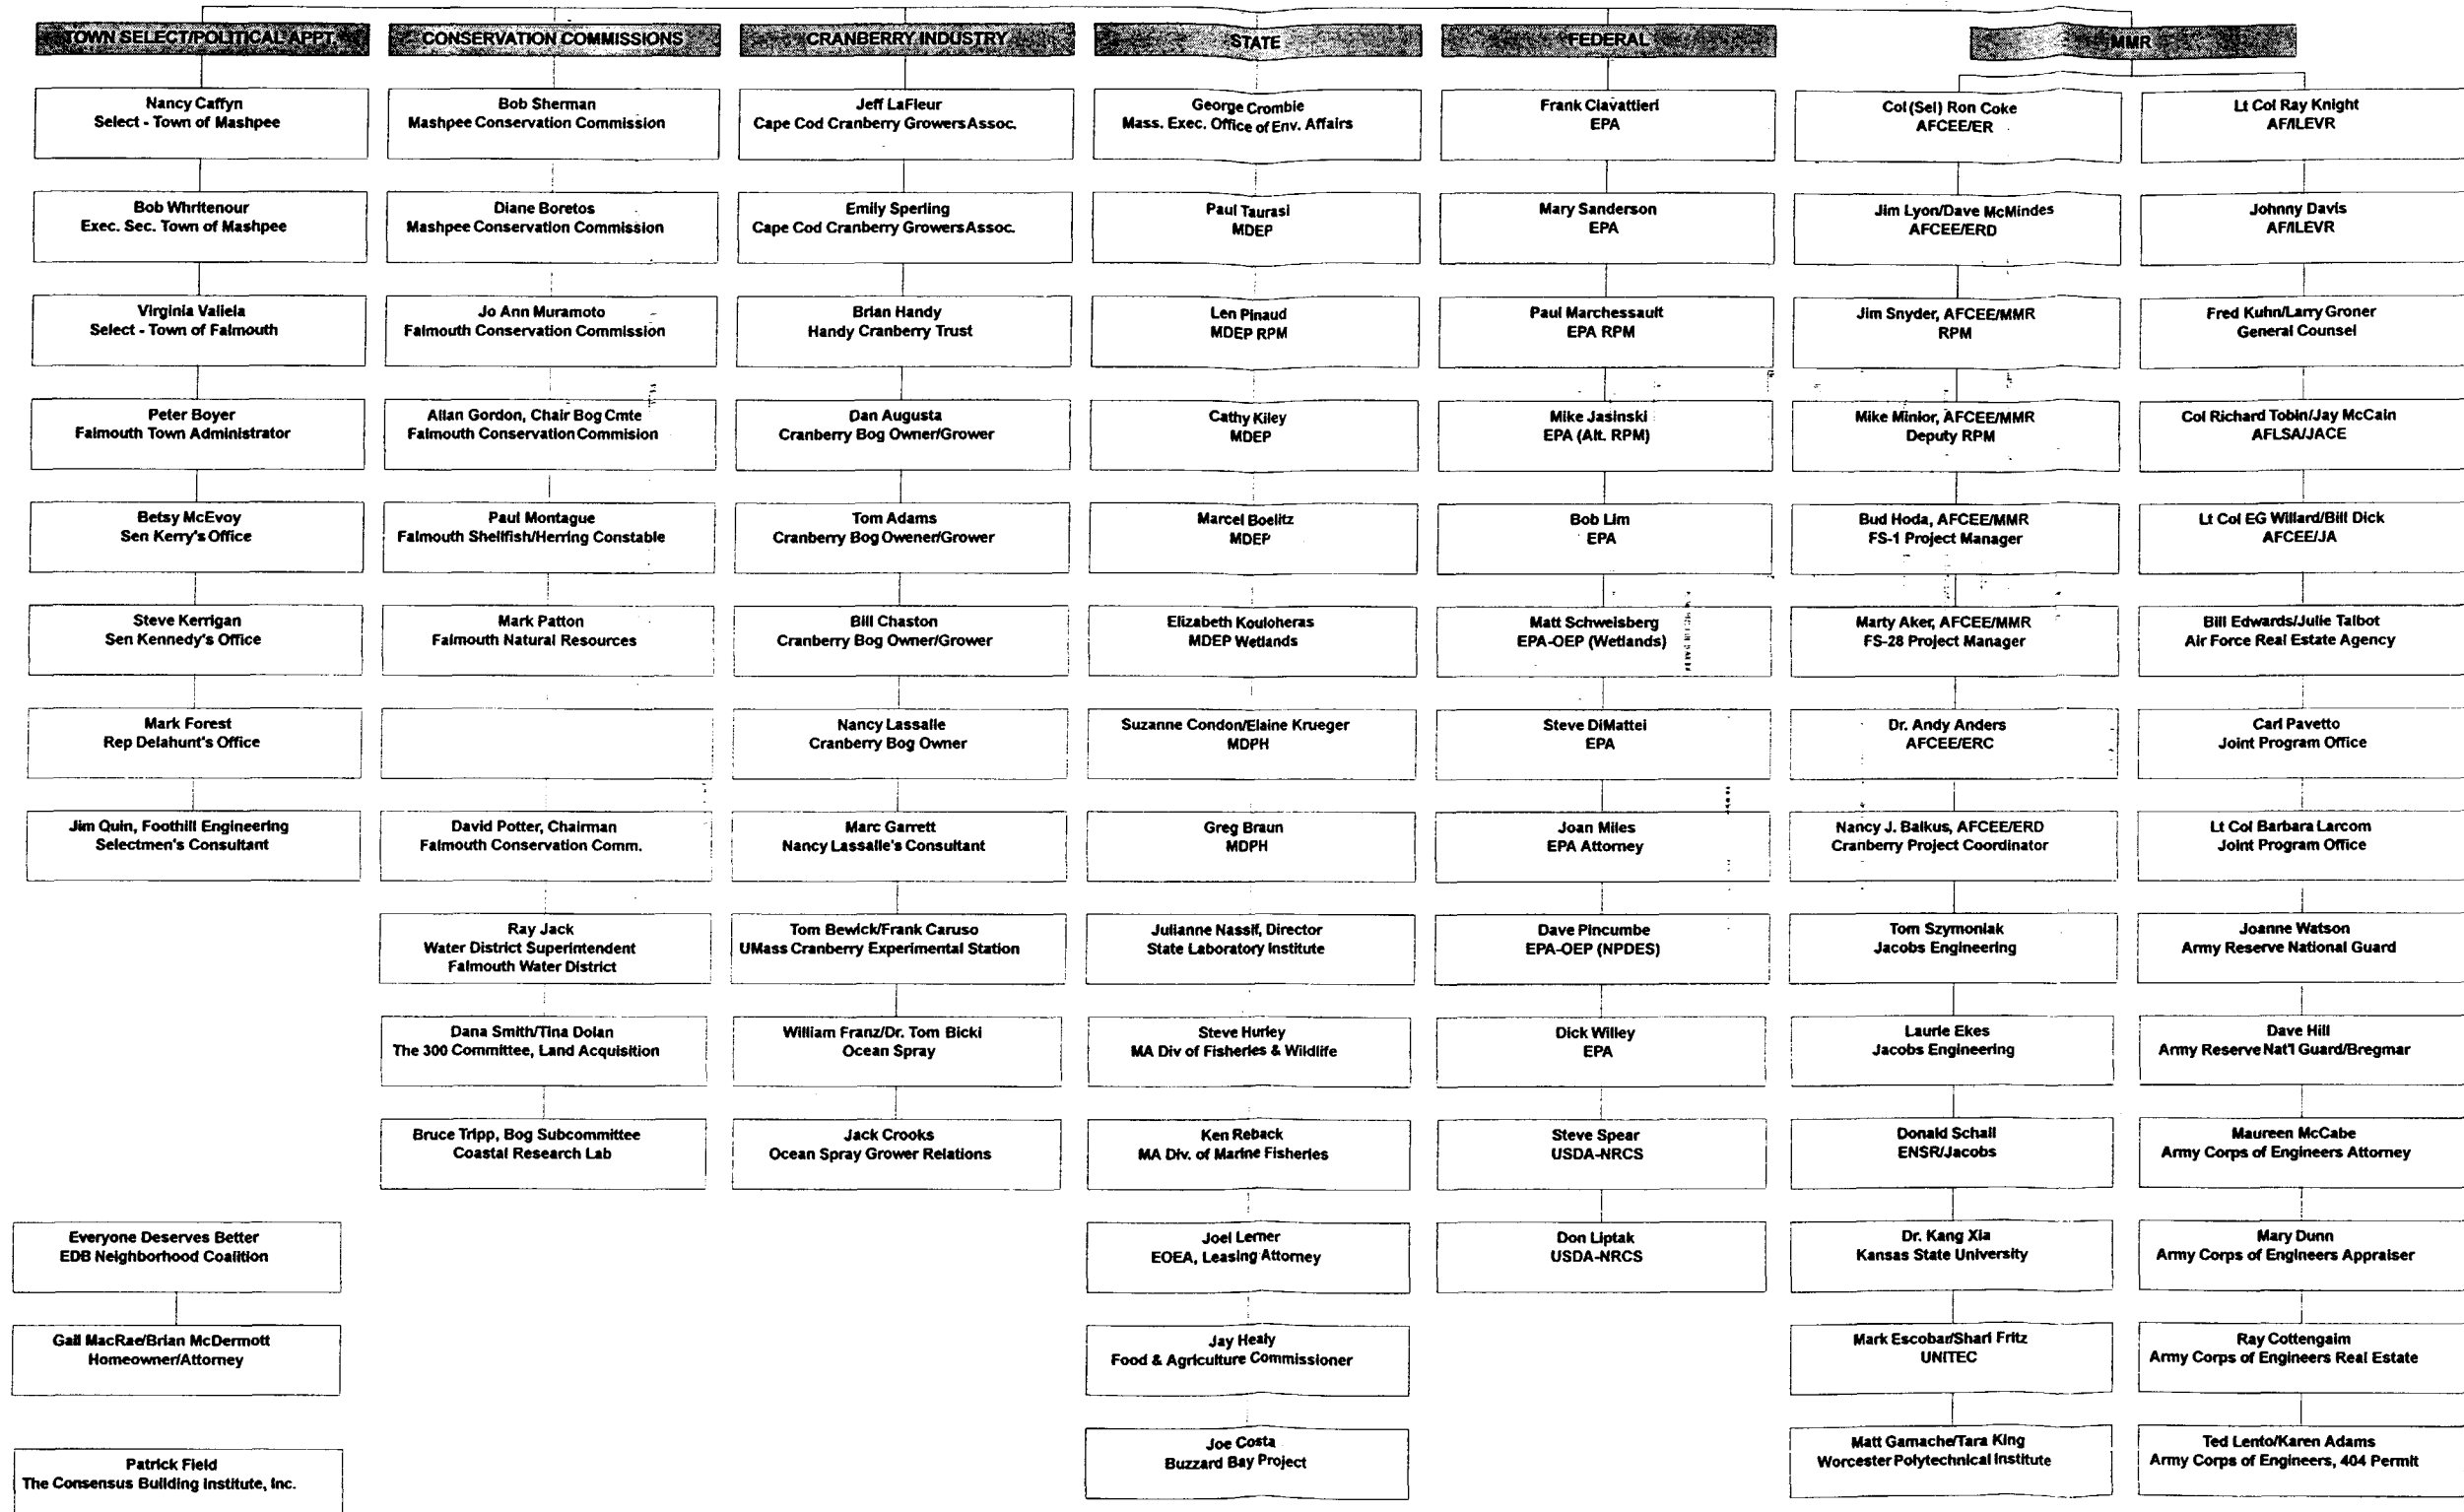 TOWN SELECT/POLITICAL APPT.
Nancy Caffyn
Select - Town of Mashpee
Bob Whritenour
Exec. Sec. Town of Mashpee
Virginia Valiela
Select - Town of Falmouth
Peter Boyer
Falmouth Town Administrator
Betsy McEvoy
Sen Kerry's Office
Steve Kerrigan
Sen Kennedy's Office
Mark Forest
Rep Delahunt's Office
Jim Quin, Foothill Engineering
Selectmen's Consultant
Everyone Deserves Better
EDB Neighborhood Coalition
Gail MacRae/Brian McDermott
Homeowner/Attorney
Patrick Field
The Consensus Building Institute, Inc.
CONSERVATION COMMISSIONS
Bob Sherman
Mashpee Conservation Commission
Diane Boretos
Mashpee Conservation Commission
Jo Ann Muramoto
Falmouth Conservation Commission
Allan Gordon, Chair Bog Cmte
Falmouth Conservation Commision
Paul Montague
Falmouth Shellfish/Herring Constable
Mark Patton
Falmouth Natural Resources
David Potter, Chairman
Falmouth Conservation Comm.
Ray Jack
Water District Superintendent
Falmouth Water District
Dana Smith/Tina Dolan
The 300 Committee, Land Acquisition
Bruce Tripp, Bog Subcommittee
Coastal Research Lab
CRANBERRY INDUSTRY
Jeff LaFleur
Cape Cod Cranberry Growers Assoc.
Emily Sperling
Cape Cod Cranberry Growers Assoc.
Brian Handy
Handy Cranberry Trust
Dan Augusta
Cranberry Bog Owner/Grower
Tom Adams
Cranberry Bog Owener/Grower
Bill Chaston
Cranberry Bog Owner/Grower
Nancy Lassalle
Cranberry Bog Owner
Marc Garrett
Nancy Lassalle's Consultant
Tom Bewick/Frank Caruso
UMass Cranberry Experimental Station
William Franz/Dr. Tom Bicki
Ocean Spray
Jack Crooks
Ocean Spray Grower Relations
STATE
George Crombie
Mass. Exec. Office of Env. Affairs
Paul Taurasi
MDEP
Len Pinaud
MDEP RPM
Cathy Kiley
MDEP
Marcel Boelitz
MDEP
Elizabeth Kouloheras
MDEP Wetlands
Suzanne Condon/Elaine Krueger
MDPH
Greg Braun
MDPH
Julianne Nassif, Director
State Laboratory Institute
Steve Hurley
MA Div of Fisheries & Wildlife
Ken Reback
MA Div. of Marine Fisheries
Joel Lerner
EOEA, Leasing Attorney
Jay Healy
Food & Agriculture Commissioner
Joe Costa
Buzzard Bay Project
FEDERAL
Frank Ciavattieri
EPA
Mary Sanderson
EPA
Paul Marchessault
EPA RPM
Mike Jasinski
EPA (Alt. RPM)
Bob Lim
EPA
Matt Schweisberg
EPA-OEP (Wetlands)
Steve DiMattei
EPA
Joan Miles
EPA Attorney
Dave Pincumbe
EPA-OEP (NPDES)
Dick Willey
EPA
Steve Spear
USDA-NRCS
Don Liptak
USDA-NRCS
MMR
Col (Sel) Ron Coke
AFCEE/ER
Jim Lyon/Dave McMindes
AFCEE/ERD
Jim Snyder, AFCEE/MMR
RPM
Mike Minior, AFCEE/MMR
Deputy RPM
Bud Hoda, AFCEE/MMR
FS-1 Project Manager
Marty Aker, AFCEE/MMR
FS-28 Project Manager
Dr. Andy Anders
AFCEE/ERC
Nancy J. Balkus, AFCEE/ERD
Cranberry Project Coordinator
Tom Szymoniak
Jacobs Engineering
Laurie Ekes
Jacobs Engineering
Donald Schall
ENSR/Jacobs
Dr. Kang Xia
Kansas State University
Mark Escobar/Shari Fritz
UNITEC
Matt Gamache/Tara King
Worcester Polytechnical Institute
Lt Col Ray Knight
AF/ILEVR
Johnny Davis
AF/ILEVR
Fred Kuhn/Larry Groner
General Counsel
Col Richard Tobin/Jay McCain
AFLSA/JACE
Lt Col EG Willard/Bill Dick
AFCEE/JA
Bill Edwards/Julie Talbot
Air Force Real Estate Agency
Carl Pavetto
Joint Program Office
Lt Col Barbara Larcom
Joint Program Office
Joanne Watson
Army Reserve National Guard
Dave Hill
Army Reserve Nat'l Guard/Bregmar
Maureen McCabe
Army Corps of Engineers Attorney
Mary Dunn
Army Corps of Engineers Appraiser
Ray Cottengaim
Army Corps of Engineers Real Estate
Ted Lento/Karen Adams
Army Corps of Engineers, 404 Permit